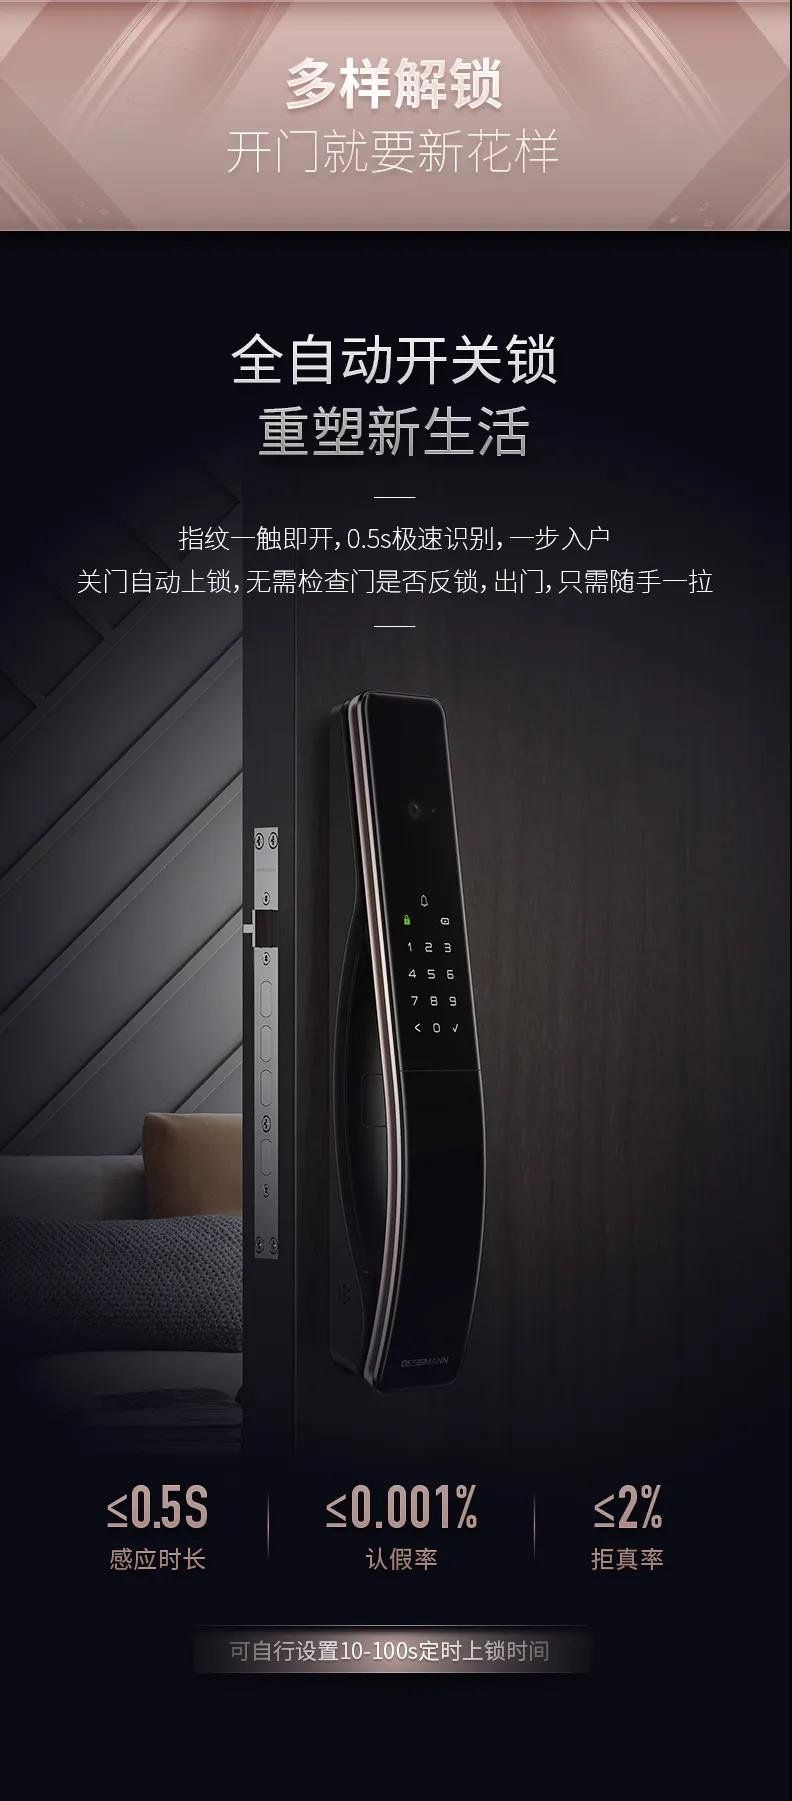 多样解锁
开门就要新花样
全自动开关锁
重塑新生活
指纹一触即开,0.5s极速识别,一步入户
关门自动上锁,无需检查门是否反锁,出门,只需随手一拉
1 2 3
4 5 6
7 8 9
< 0 ✓
DESSMANN
≤0.5S ≤0.001% ≤2%
感应时长 认假率 拒真率
可自行设置10-100s定时上锁时间